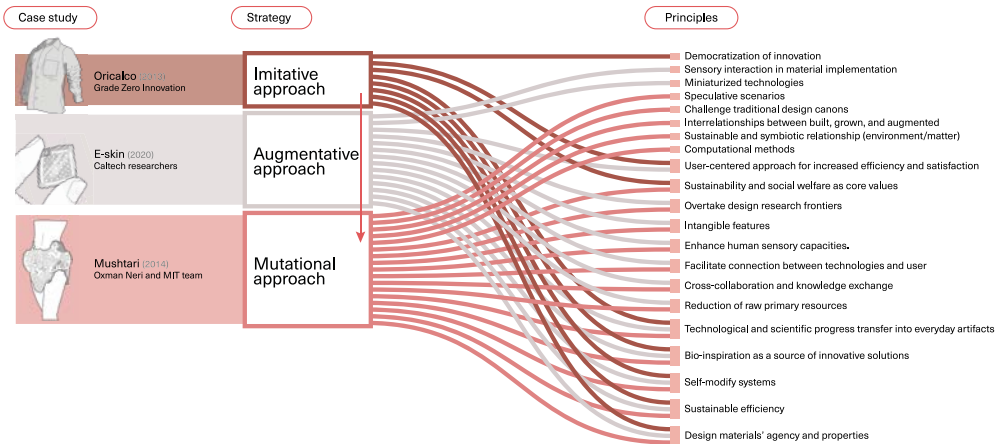 Case study
Strategy
Principles
Oricalco (2013)
Grade Zero Innovation
Imitative
approach
E-skin (2020)
Caltech researchers
Augmentative
approach
Mushtari (2014)
Oxman Neri and MIT team
Mutational
approach
Democratization of innovation
Sensory interaction in material implementation
Miniaturized technologies
Speculative scenarios
Challenge traditional design canons
Interrelationships between built, grown, and augmented
Sustainable and symbiotic relationship (environment/matter)
Computational methods
User-centered approach for increased efficiency and satisfaction
Sustainability and social welfare as core values
Overtake design research frontiers
Intangible features
Enhance human sensory capacities.
Facilitate connection between technologies and user
Cross-collaboration and knowledge exchange
Reduction of raw primary resources
Technological and scientific progress transfer into everyday artifacts
Bio-inspiration as a source of innovative solutions
Self-modify systems
Sustainable efficiency
Design materials' agency and properties